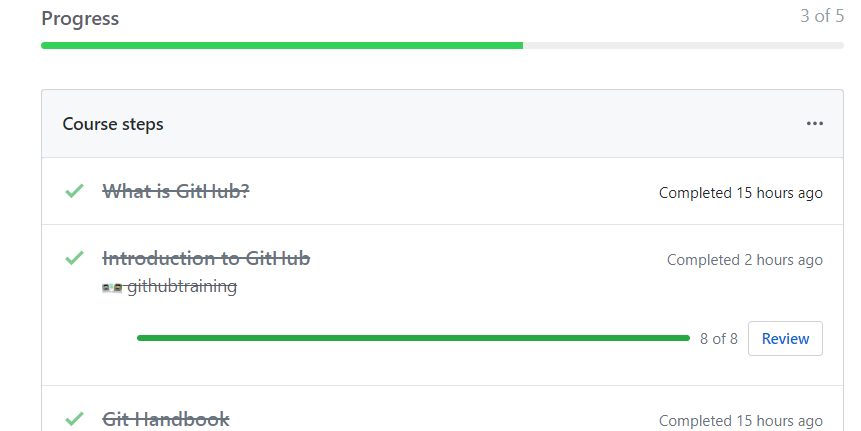 Progress
3 of 5
Course steps
What is GitHub?
Completed 15 hours ago
Introduction to GitHub
Completed 2 hours ago
githubtraining
8 of 8
Review
Git Handbook
Completed 15 hours ago